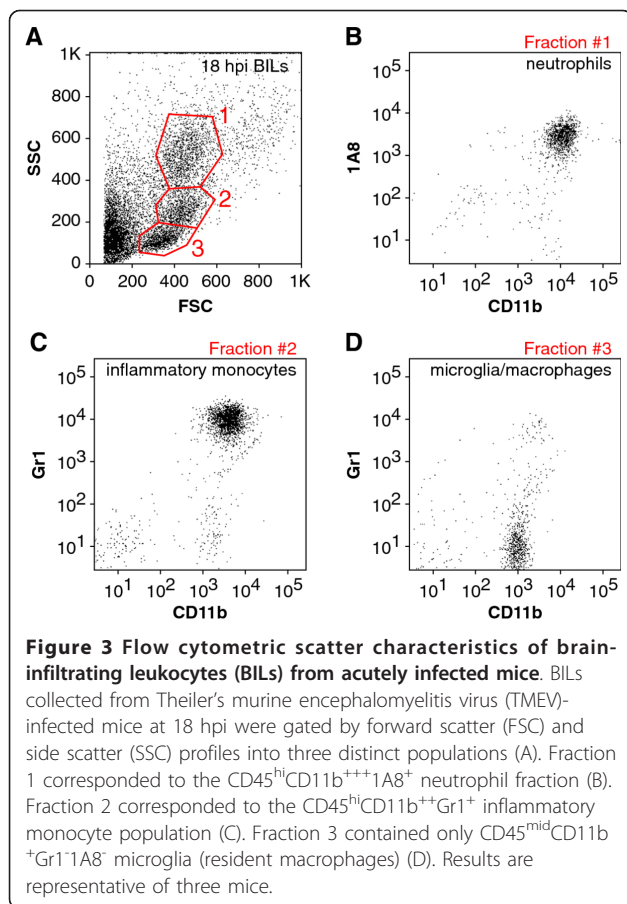 A
1K
18 hpi BILs
800
600
SSC
400
200
0
0 200 400 600 800 1K
FSC
1
2
3
B
Fraction #1
neutrophils
10^5
10^4
10^3
10^2
10^1
1A8
10^1 10^2 10^3 10^4 10^5
CD11b
C
Fraction #2
inflammatory monocytes
10^5
10^4
10^3
10^2
10^1
Gr1
10^1 10^2 10^3 10^4 10^5
CD11b
D
Fraction #3
microglia/macrophages
10^5
10^4
10^3
10^2
10^1
Gr1
10^1 10^2 10^3 10^4 10^5
CD11b
Figure 3 Flow cytometric scatter characteristics of brain-
infiltrating leukocytes (BILs) from acutely infected mice. BILs
collected from Theiler's murine encephalomyelitis virus (TMEV)-
infected mice at 18 hpi were gated by forward scatter (FSC) and
side scatter (SSC) profiles into three distinct populations (A). Fraction
1 corresponded to the CD45^hiCD11b^+++1A8^+ neutrophil fraction (B).
Fraction 2 corresponded to the CD45^hiCD11b^++Gr1^+ inflammatory
monocyte population (C). Fraction 3 contained only CD45^midCD11b
^+Gr1^-1A8^- microglia (resident macrophages) (D). Results are
representative of three mice.